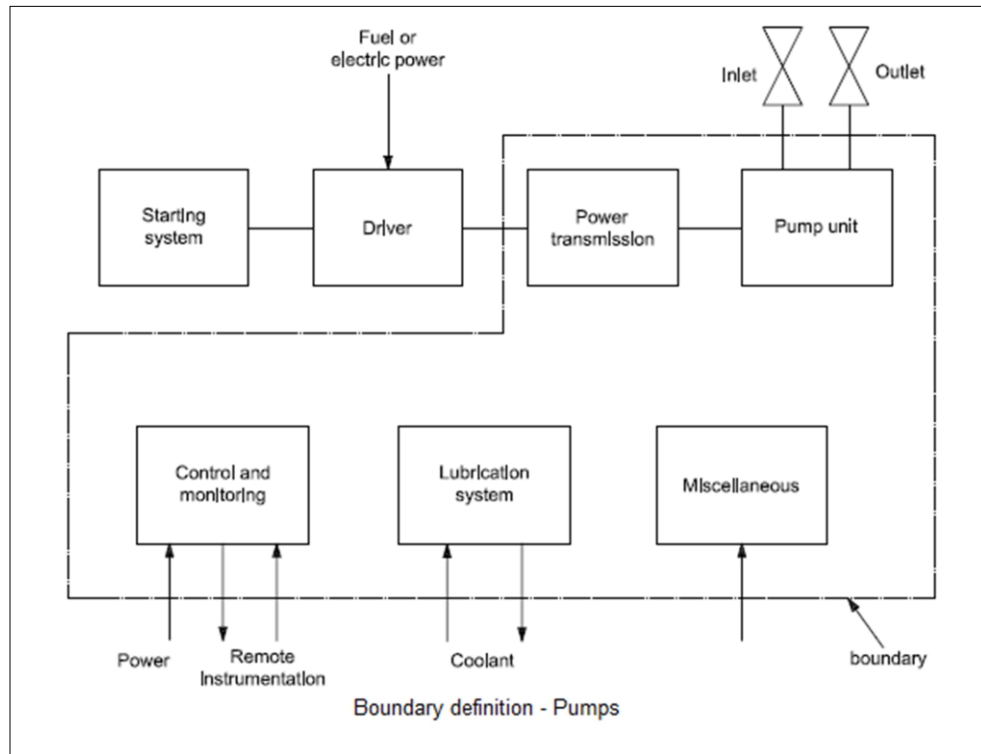 Fuel or
electric power
Inlet
Outlet
Starting
system
Driver
Power
transmission
Pump unit
Control and
monitoring
Lubrication
system
Miscellaneous
Power
Remote
Instrumentation
Coolant
boundary
Boundary definition - Pumps